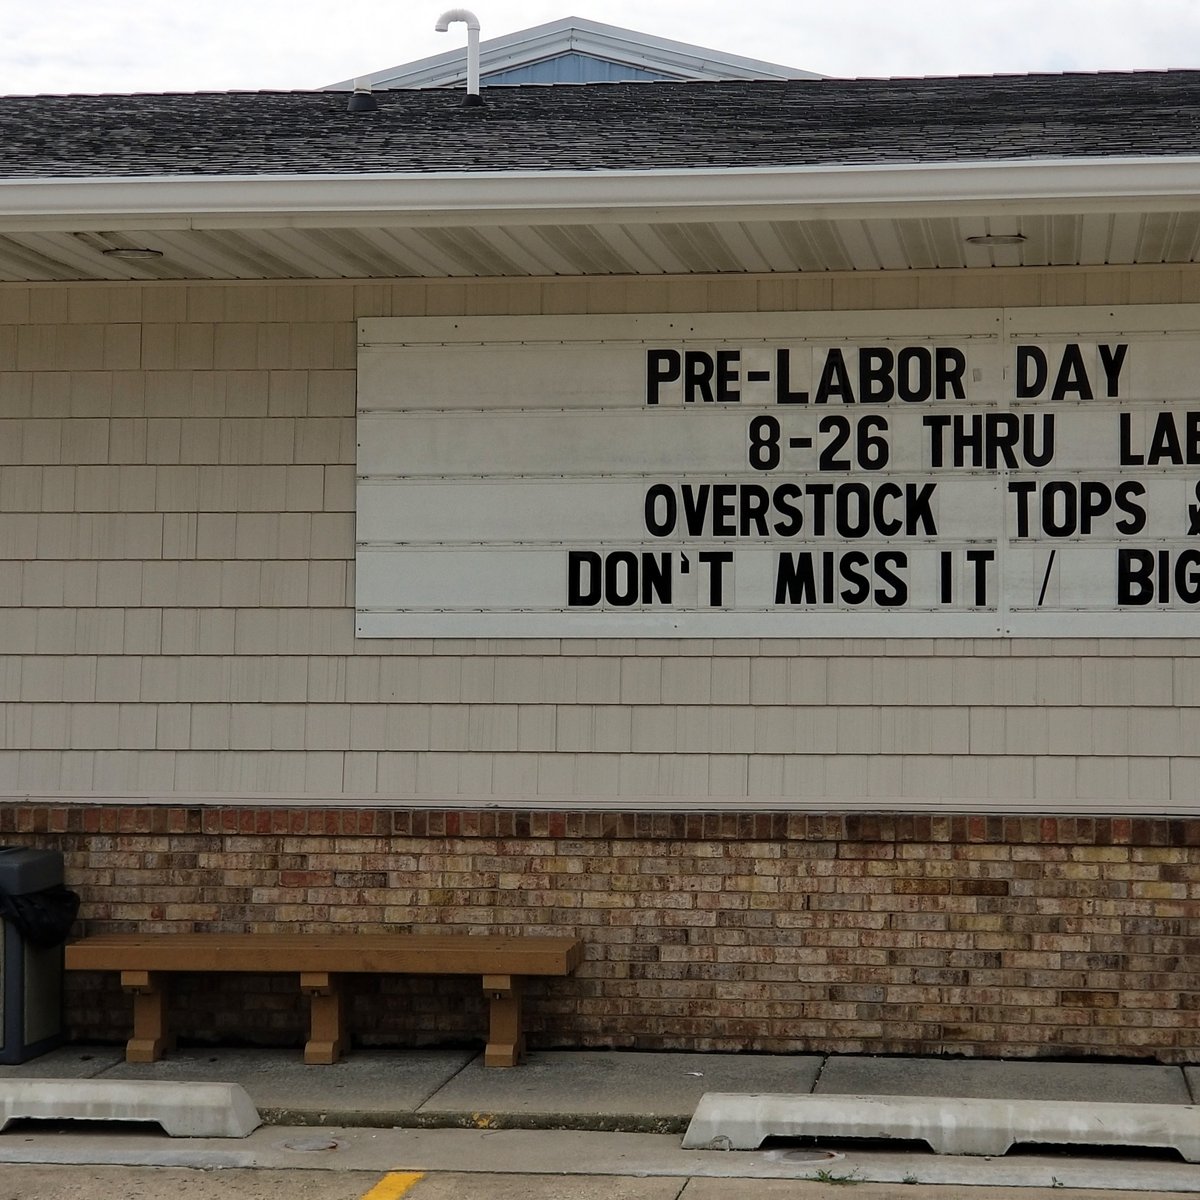 PRE-LABOR DAY
8-26 THRU LAB
OVERSTOCK TOPS &
DON'T MISS IT / BIG